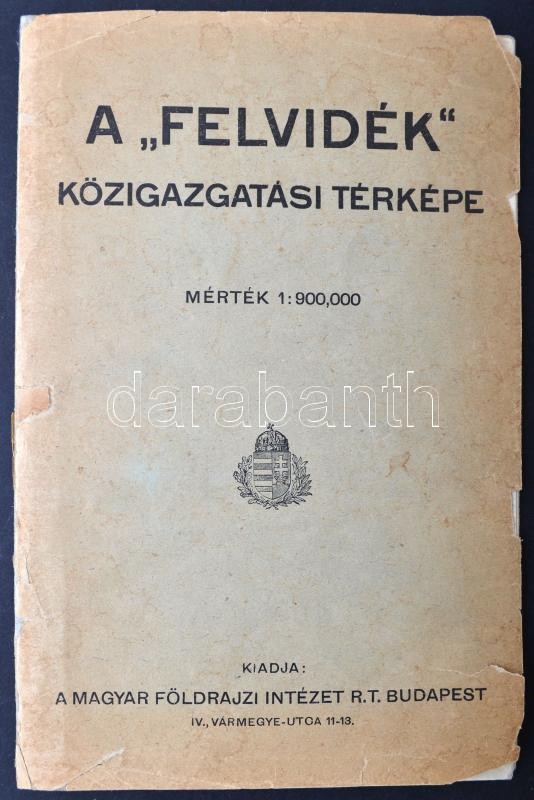 A „FELVIDÉK“
KÖZIGAZGATÁSI TÉRKÉPE
MÉRTÉK 1:900,000
darabanth
KIADJA:
A MAGYAR FÖLDRAJZI INTÉZET R.T. BUDAPEST
IV., VÁRMEGYE-UTCA 11-13.